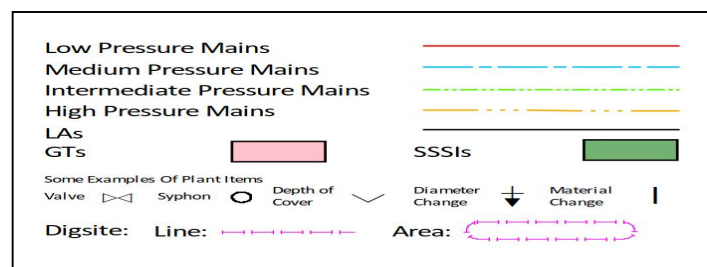 Low Pressure Mains
Medium Pressure Mains
Intermediate Pressure Mains
High Pressure Mains
LAs
GTs SSSIs
Some Examples Of Plant Items
Valve Syphon Depth of Cover Diameter Change Material Change
Digsite: Line: Area: